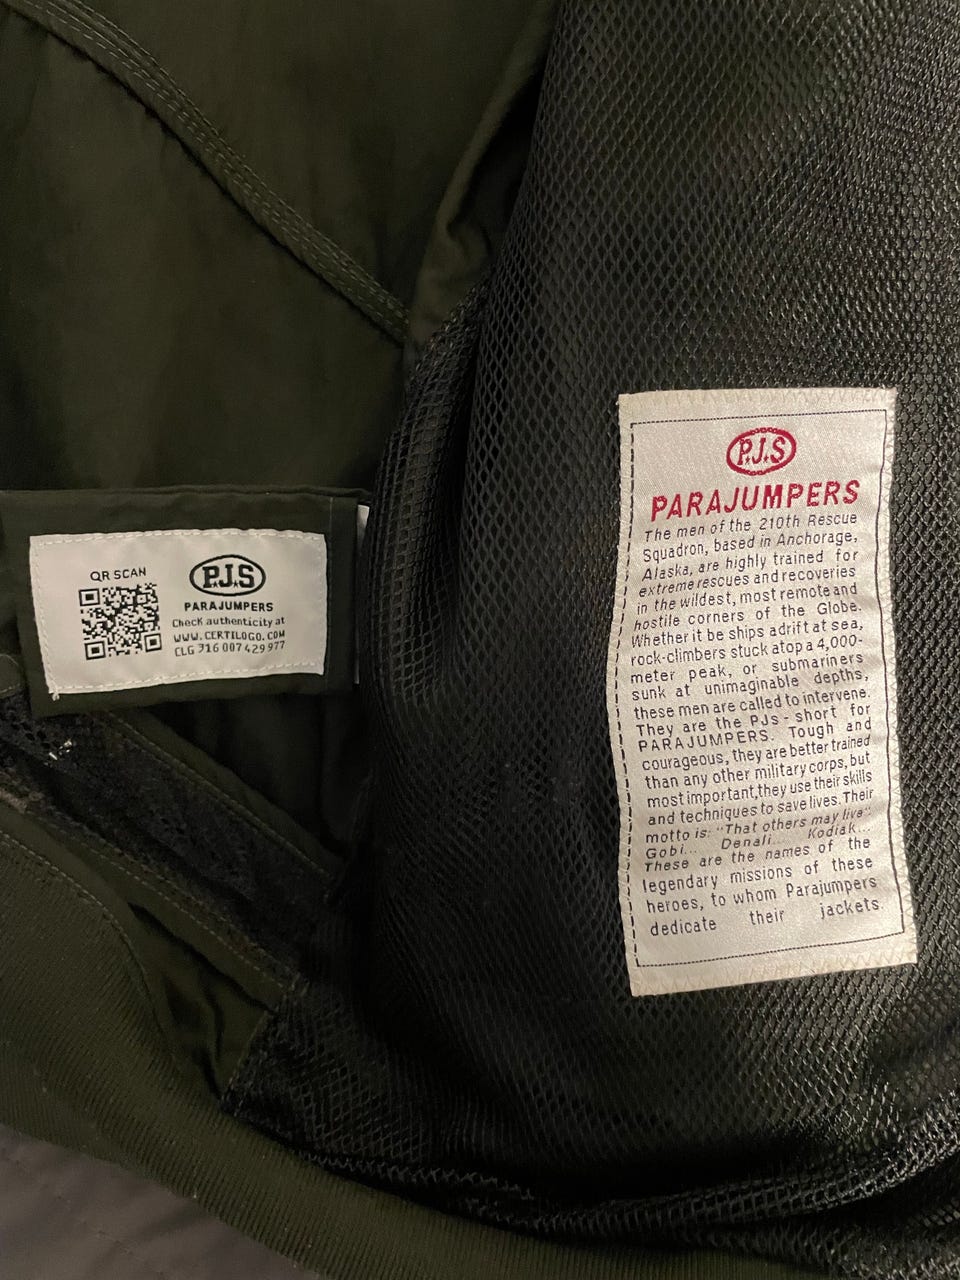 QR SCAN
P.J.S
PARAJUMPERS
Check authenticity at
WWW.CERTILOGO.COM
CLG 316 007 429 977
P.J.S
PARAJUMPERS
The men of the 210th Rescue
Squadron, based in Anchorage,
Alaska, are highly trained for
extreme rescues and recoveries
in the wildest, most remote and
hostile corners of the Globe.
Whether it be ships adrift at sea,
rock-climbers stuck atop a 4,000-
meter peak, or submariners
sunk at unimaginable depths,
these men are called to intervene.
They are the PJs - short for
PARAJUMPERS. Tough and
courageous, they are better trained
than any other military corps, but
most important, they use their skills
and techniques to save lives. Their
motto is: "That others may live"
Gobi... Denali... Kodiak...
These are the names of the
legendary missions of these
heroes, to whom Parajumpers
dedicate their jackets.